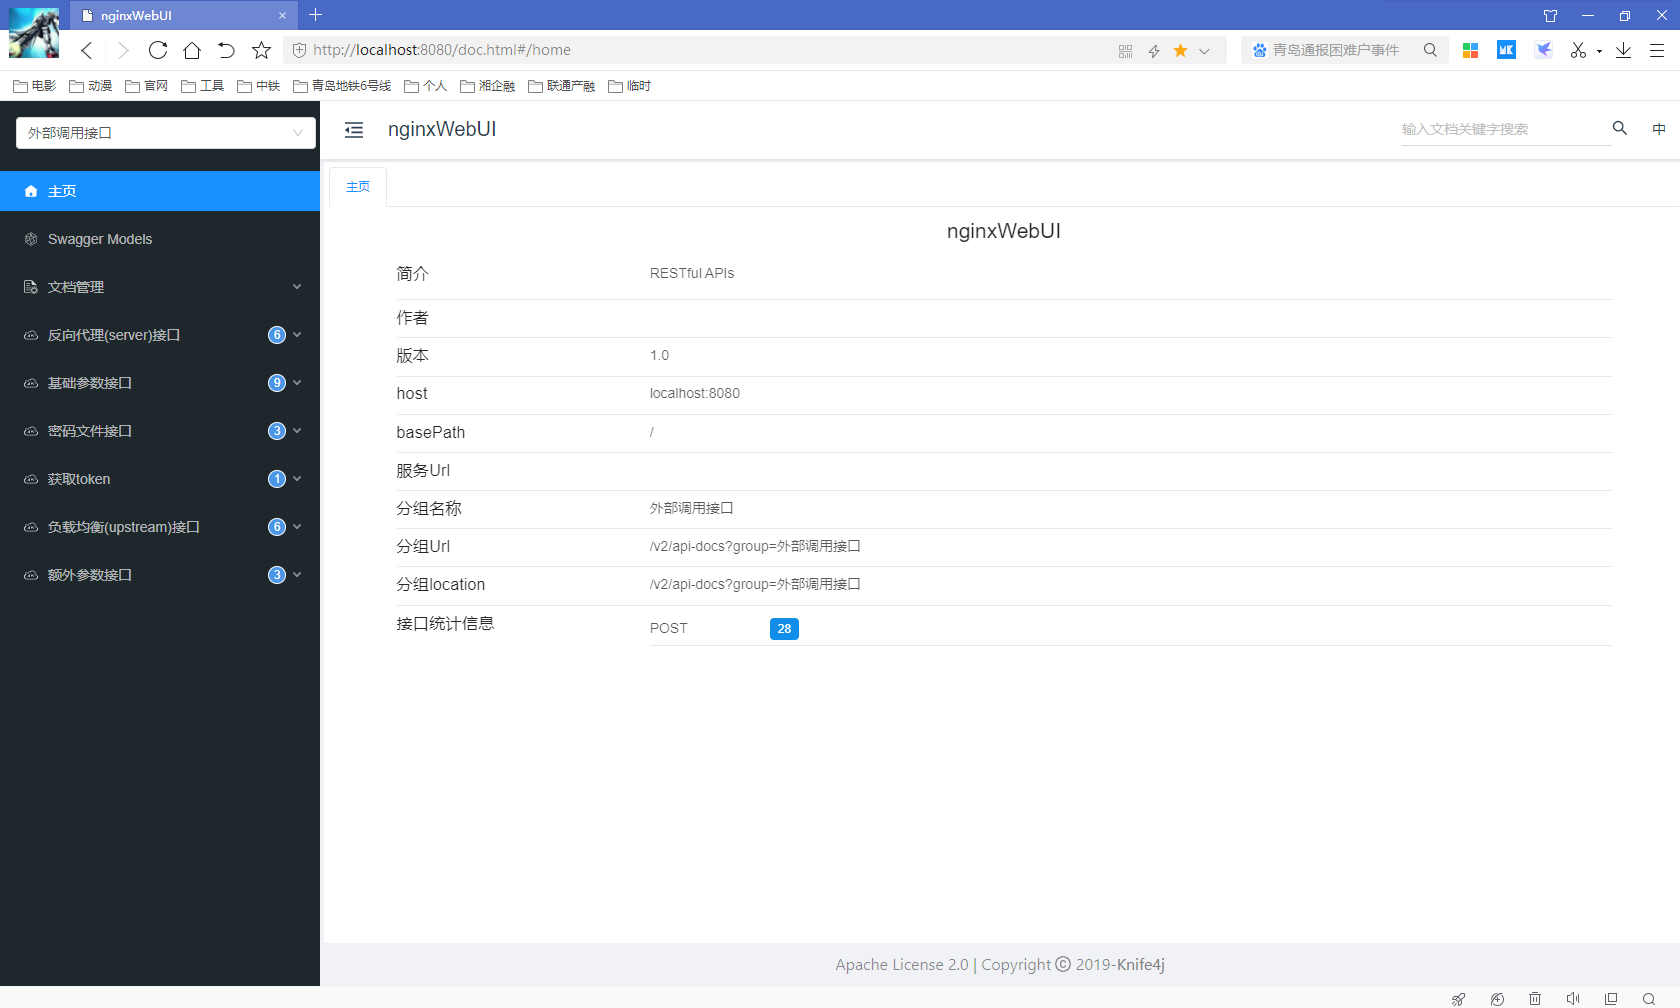 nginxWebUI
http://localhost:8080/doc.html#/home
青岛通报困难户事件
电影 动漫 官网 工具 中铁 青岛地铁6号线 个人 湘企融 联通产融 临时
外部调用接口
nginxWebUI
输入文档关键字搜索
中
主页
Swagger Models
文档管理
反向代理(server)接口 6
基础参数接口 9
密码文件接口 3
获取token 1
负载均衡(upstream)接口 6
额外参数接口 3
主页
nginxWebUI
简介 RESTful APIs
作者
版本 1.0
host localhost:8080
basePath /
服务Url
分组名称 外部调用接口
分组Url /v2/api-docs?group=外部调用接口
分组location /v2/api-docs?group=外部调用接口
接口统计信息 POST 28
Apache License 2.0 | Copyright ⓒ 2019-Knife4j